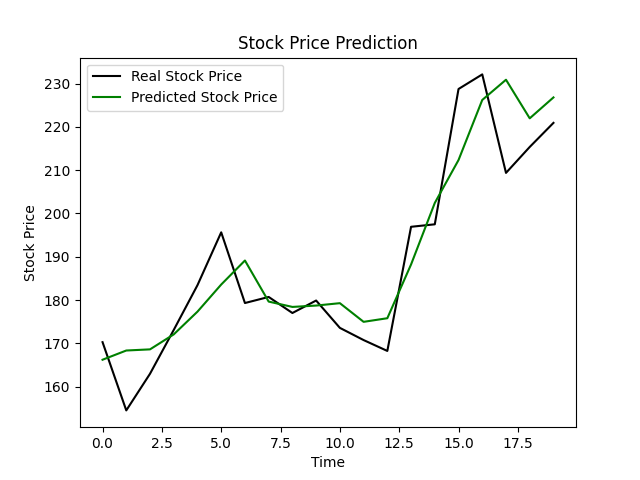 Stock Price Prediction
Real Stock Price
Predicted Stock Price
Stock Price
230
220
210
200
190
180
170
160
0.0 2.5 5.0 7.5 10.0 12.5 15.0 17.5
Time